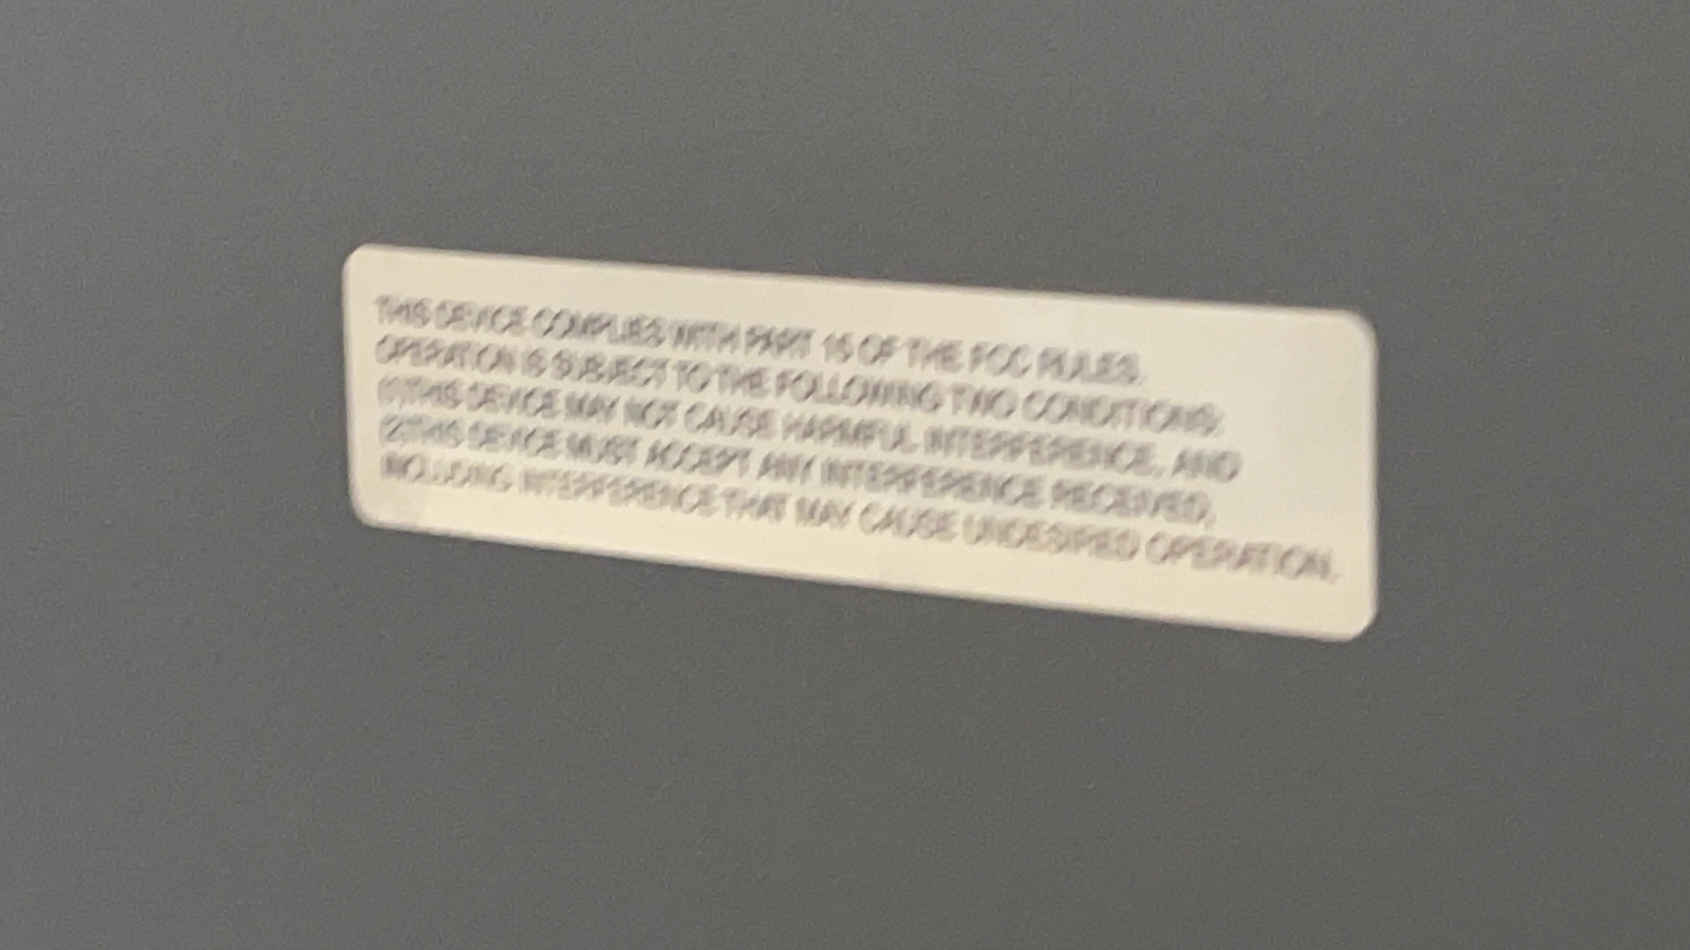 THIS DEVICE COMPLIES WITH PART 15 OF THE FCC RULES.
OPERATION IS SUBJECT TO THE FOLLOWING TWO CONDITIONS:
(1)THIS DEVICE MAY NOT CAUSE HARMFUL INTERFERENCE, AND
(2)THIS DEVICE MUST ACCEPT ANY INTERFERENCE RECEIVED,
INCLUDING INTERFERENCE THAT MAY CAUSE UNDESIRED OPERATION.